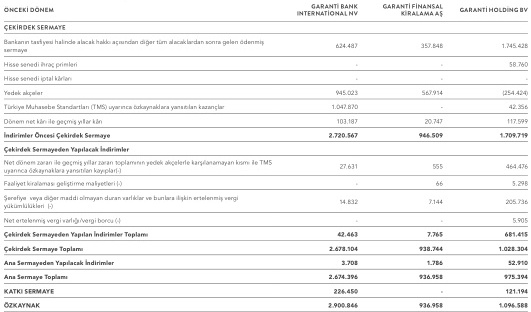 ÖNCEKİ DÖNEM GARANTİ BANK INTERNATIONAL NV GARANTİ FİNANSAL KİRALAMA AŞ GARANTİ HOLDING BV
ÇEKİRDEK SERMAYE
Bankanın tasfiyesi halinde alacak hakkı açısından diğer tüm alacaklardan sonra gelen ödenmiş
sermaye 624.487 357.848 1.745.428
Hisse senedi ihraç primleri - - 58.760
Hisse senedi iptal kârları - - -
Yedek akçeler 945.023 567.914 (254.424)
Türkiye Muhasebe Standartları (TMS) uyarınca özkaynaklara yansıtılan kazançlar 1.047.870 - 42.356
Dönem net kârı ile geçmiş yıllar kârı 103.187 20.747 117.599
İndirimler Öncesi Çekirdek Sermaye 2.720.567 946.509 1.709.719
Çekirdek Sermayeden Yapılacak İndirimler
Net dönem zararı ile geçmiş yıllar zararı toplamının yedek akçelerle karşılanamayan kısmı ile TMS
uyarınca özkaynaklara yansıtılan kayıplar(-) 27.631 555 464.476
Faaliyet kiralaması geliştirme maliyetleri (-) - 66 5.298
Şerefiye veya diğer maddi olmayan duran varlıklar ve bunlara ilişkin ertelenmiş vergi
yükümlülükleri (-) 14.832 7.144 205.736
Net ertelenmiş vergi varlığı/vergi borcu (-) - - 5.905
Çekirdek Sermayeden Yapılan İndirimler Toplamı 42.463 7.765 681.415
Çekirdek Sermaye Toplamı 2.678.104 938.744 1.028.304
Ana Sermayeden Yapılacak İndirimler 3.708 1.786 52.910
Ana Sermaye Toplamı 2.674.396 936.958 975.394
KATKI SERMAYE 226.450 - 121.194
ÖZKAYNAK 2.900.846 936.958 1.096.588